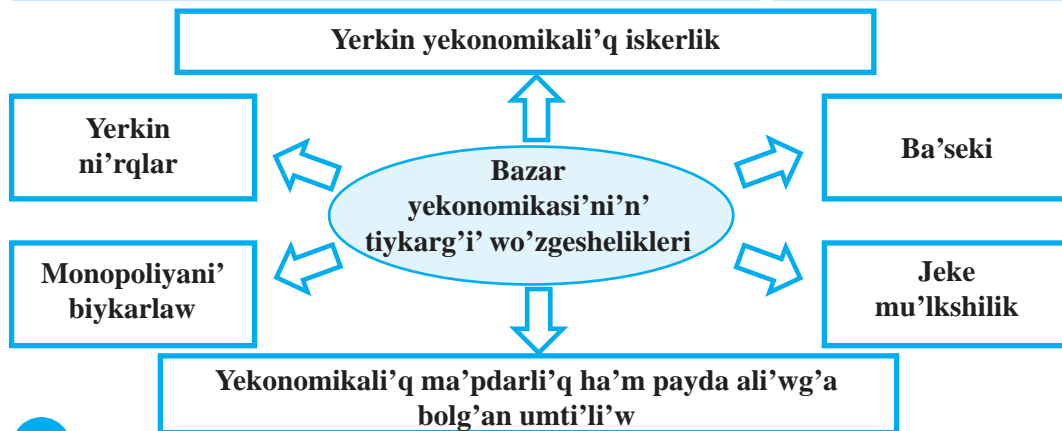 Yerkin yekonomikali’q iskerlik
Yerkin
ni’rqlar
Ba’seki
Bazar
yekonomikasi’ni’n’
tiykarg’i’ wo’zgeshelikleri
Monopoliyani’
biykarlaw
Jeke
mu’lkshilik
Yekonomikali’q ma’pdarli’q ha’m payda ali’wg’a
bolg’an umti’li’w